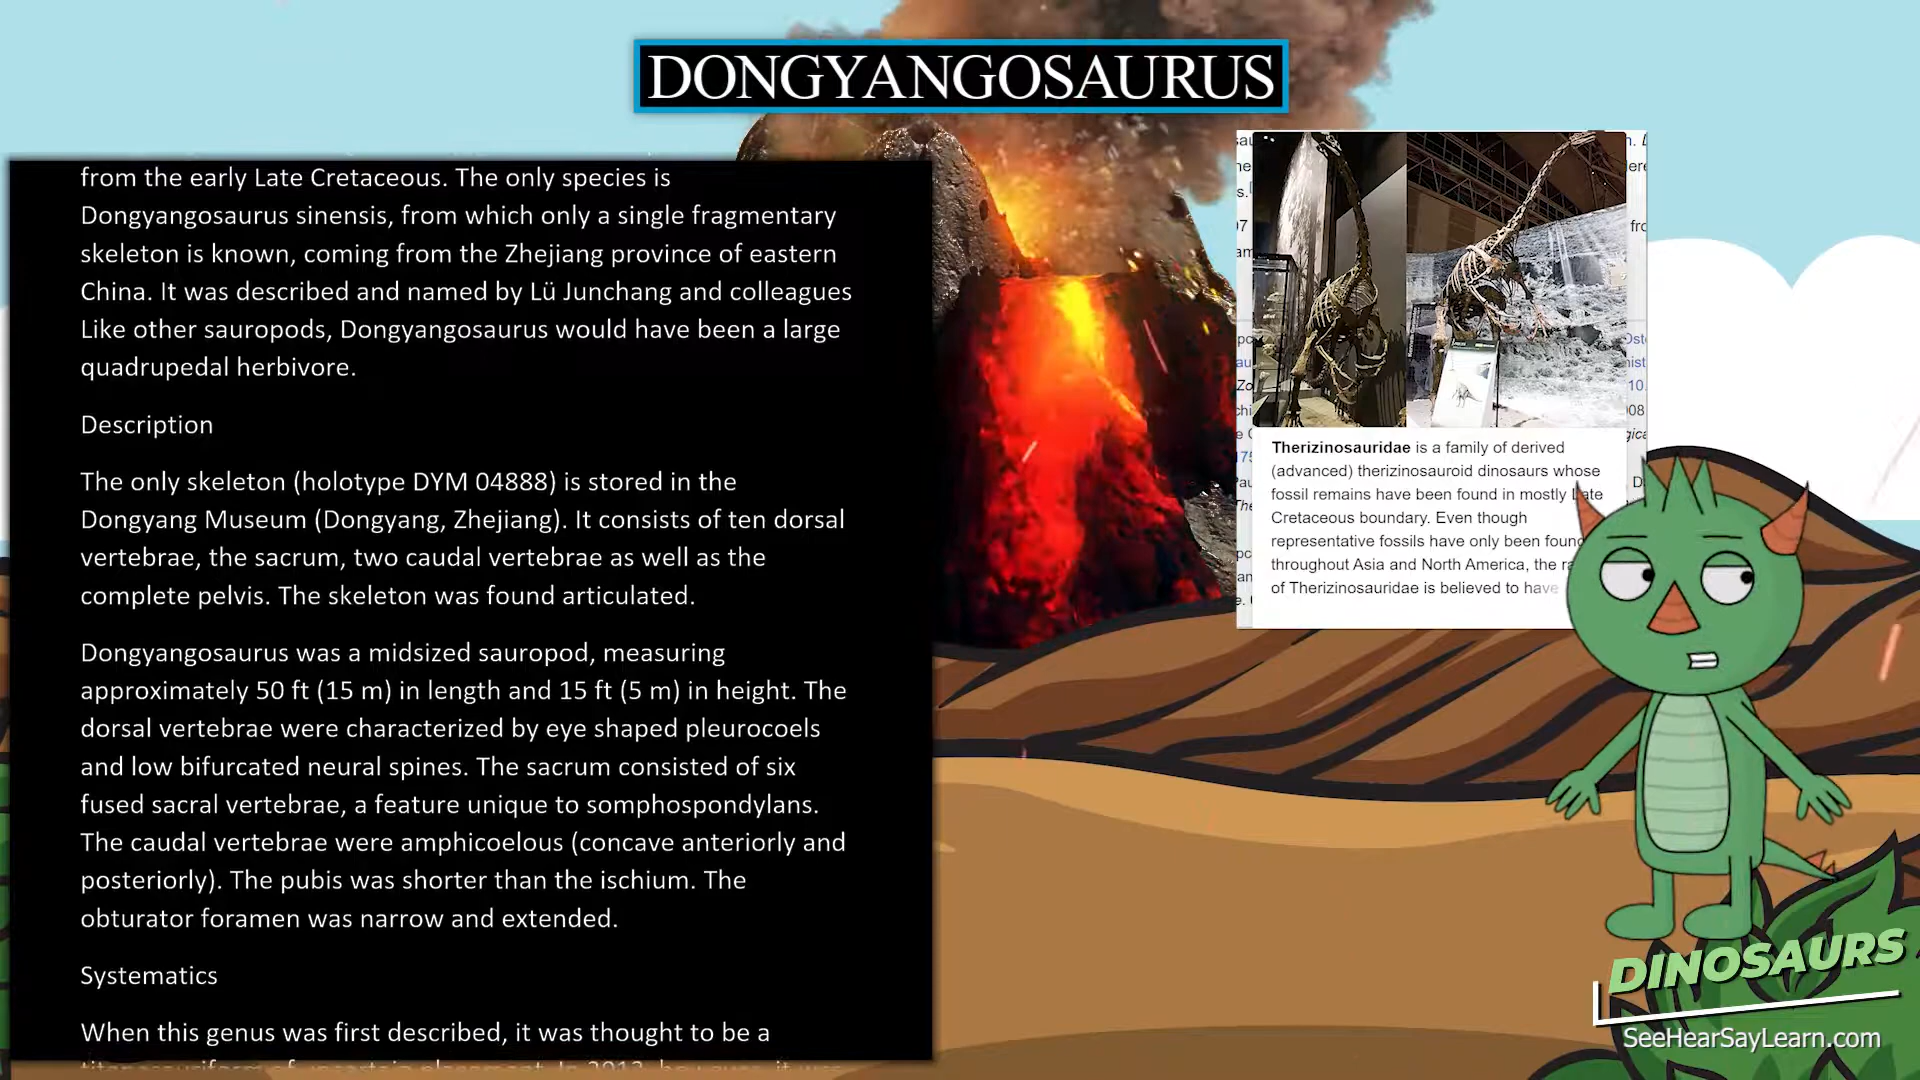 DONGYANGOSAURUS
from the early Late Cretaceous. The only species is
Dongyangosaurus sinensis, from which only a single fragmentary
skeleton is known, coming from the Zhejiang province of eastern
China. It was described and named by Lü Junchang and colleagues
Like other sauropods, Dongyangosaurus would have been a large
quadrupedal herbivore.
Description
The only skeleton (holotype DYM 04888) is stored in the
Dongyang Museum (Dongyang, Zhejiang). It consists of ten dorsal
vertebrae, the sacrum, two caudal vertebrae as well as the
complete pelvis. The skeleton was found articulated.
Dongyangosaurus was a midsized sauropod, measuring
approximately 50 ft (15 m) in length and 15 ft (5 m) in height. The
dorsal vertebrae were characterized by eye shaped pleurocoels
and low bifurcated neural spines. The sacrum consisted of six
fused sacral vertebrae, a feature unique to somphospondylans.
The caudal vertebrae were amphicoelous (concave anteriorly and
posteriorly). The pubis was shorter than the ischium. The
obturator foramen was narrow and extended.
Systematics
When this genus was first described, it was thought to be a
Therizinosauridae is a family of derived
(advanced) therizinosauroid dinosaurs whose
fossil remains have been found in mostly Late
Cretaceous boundary. Even though
representative fossils have only been found
throughout Asia and North America, the
of Therizinosauridae is believed to have
DINOSAURS
SeeHearSayLearn.com